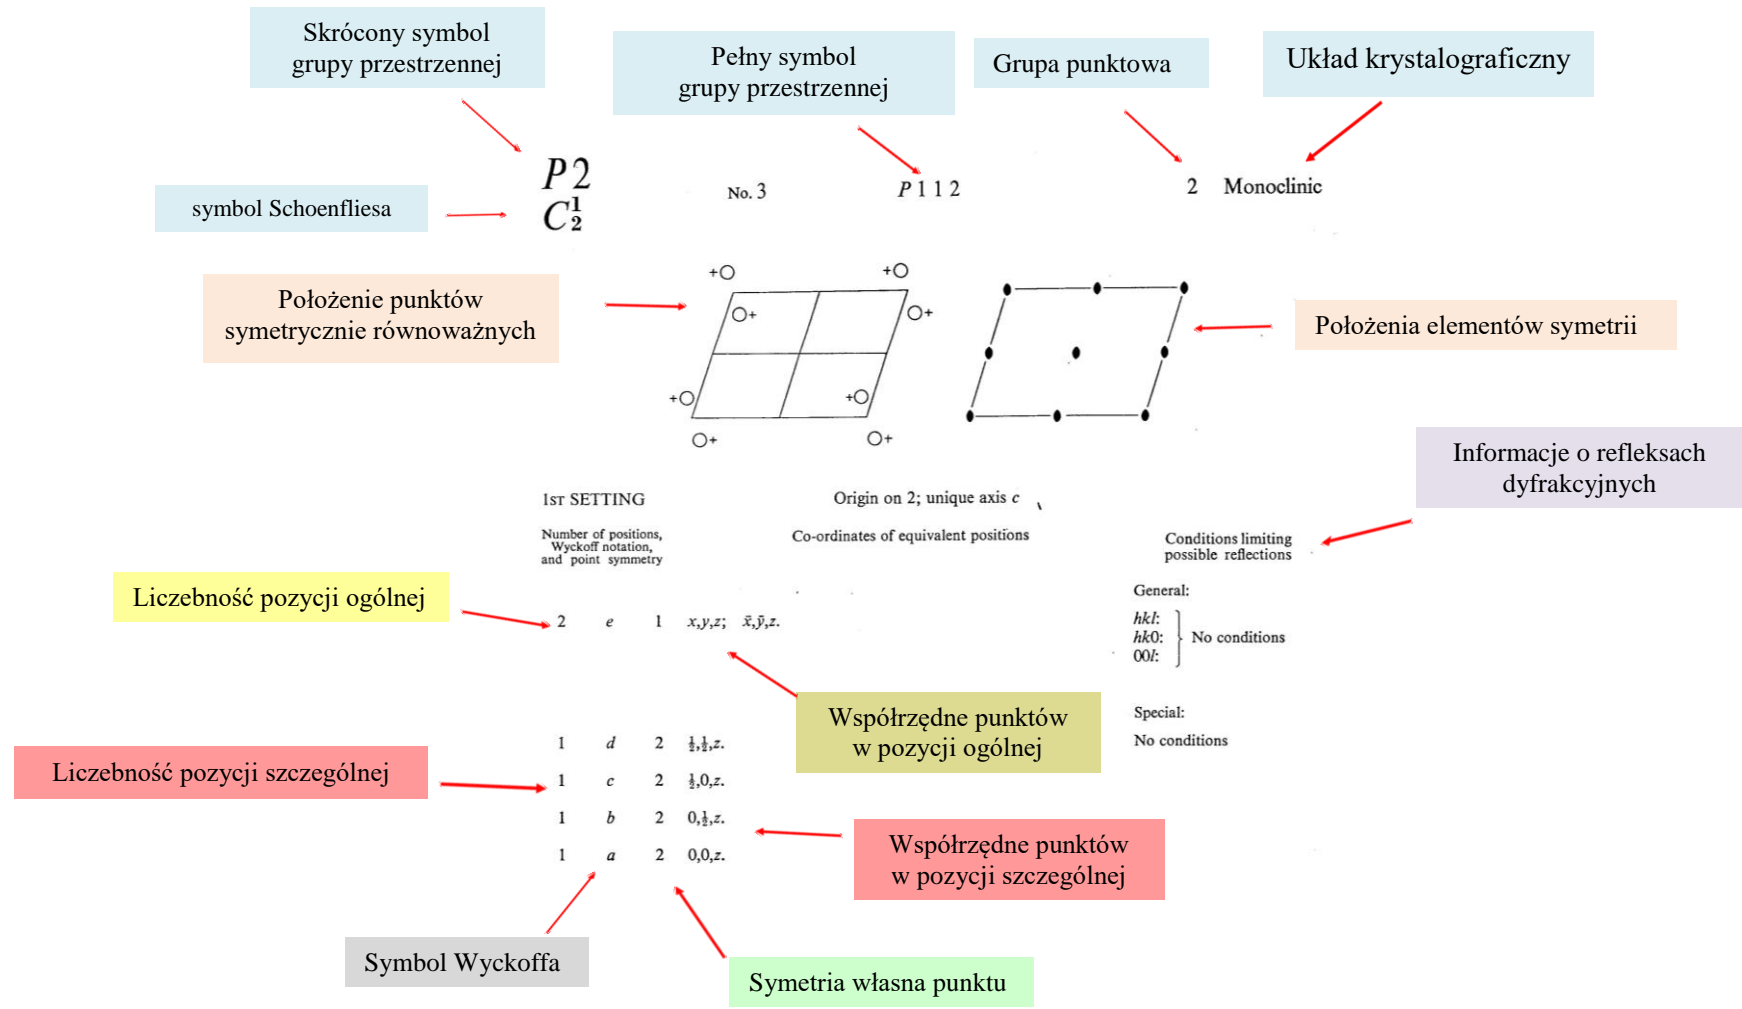 Skrócony symbol
grupy przestrzennej
Pełny symbol
grupy przestrzennej
Grupa punktowa
Układ krystalograficzny
P2
No. 3
P 1 1 2
2 Monoclinic
symbol Schoenfliesa
C₂¹
Położenie punktów
symetrycznie równoważnych
+
+
+
+
+
+
+
+
Położenia elementów symetrii
Informacje o refleksach
dyfrakcyjnych
1ST SETTING
Origin on 2; unique axis c
Number of positions,
Wyckoff notation,
and point symmetry
Co-ordinates of equivalent positions
Conditions limiting
possible reflections
Liczebność pozycji ogólnej
General:
2 e 1 x,y,z; x̄,ȳ,z.
hkl:
hk0: No conditions
00l:
Współrzędne punktów
w pozycji ogólnej
Special:
No conditions
Liczebność pozycji szczególnej
1 d 2 ½,½,z.
1 c 2 ½,0,z.
1 b 2 0,½,z.
1 a 2 0,0,z.
Współrzędne punktów
w pozycji szczególnej
Symbol Wyckoffa
Symetria własna punktu